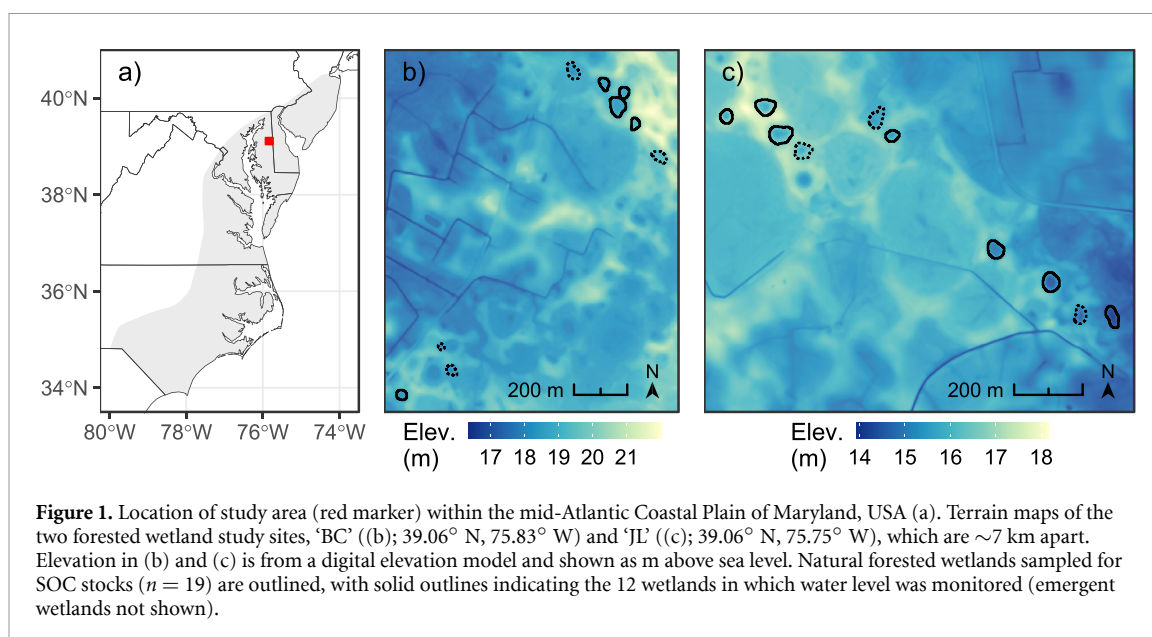 a)
40°N
38°N
36°N
34°N
80°W
78°W
76°W
74°W
b)
N
200 m
Elev.
(m)
17 18 19 20 21
c)
N
200 m
Elev.
(m)
14 15 16 17 18
Figure 1. Location of study area (red marker) within the mid-Atlantic Coastal Plain of Maryland, USA (a). Terrain maps of the
two forested wetland study sites, ‘BC’ ((b); 39.06° N, 75.83° W) and ‘JL’ ((c); 39.06° N, 75.75° W), which are ∼7 km apart.
Elevation in (b) and (c) is from a digital elevation model and shown as m above sea level. Natural forested wetlands sampled for
SOC stocks (n = 19) are outlined, with solid outlines indicating the 12 wetlands in which water level was monitored (emergent
wetlands not shown).